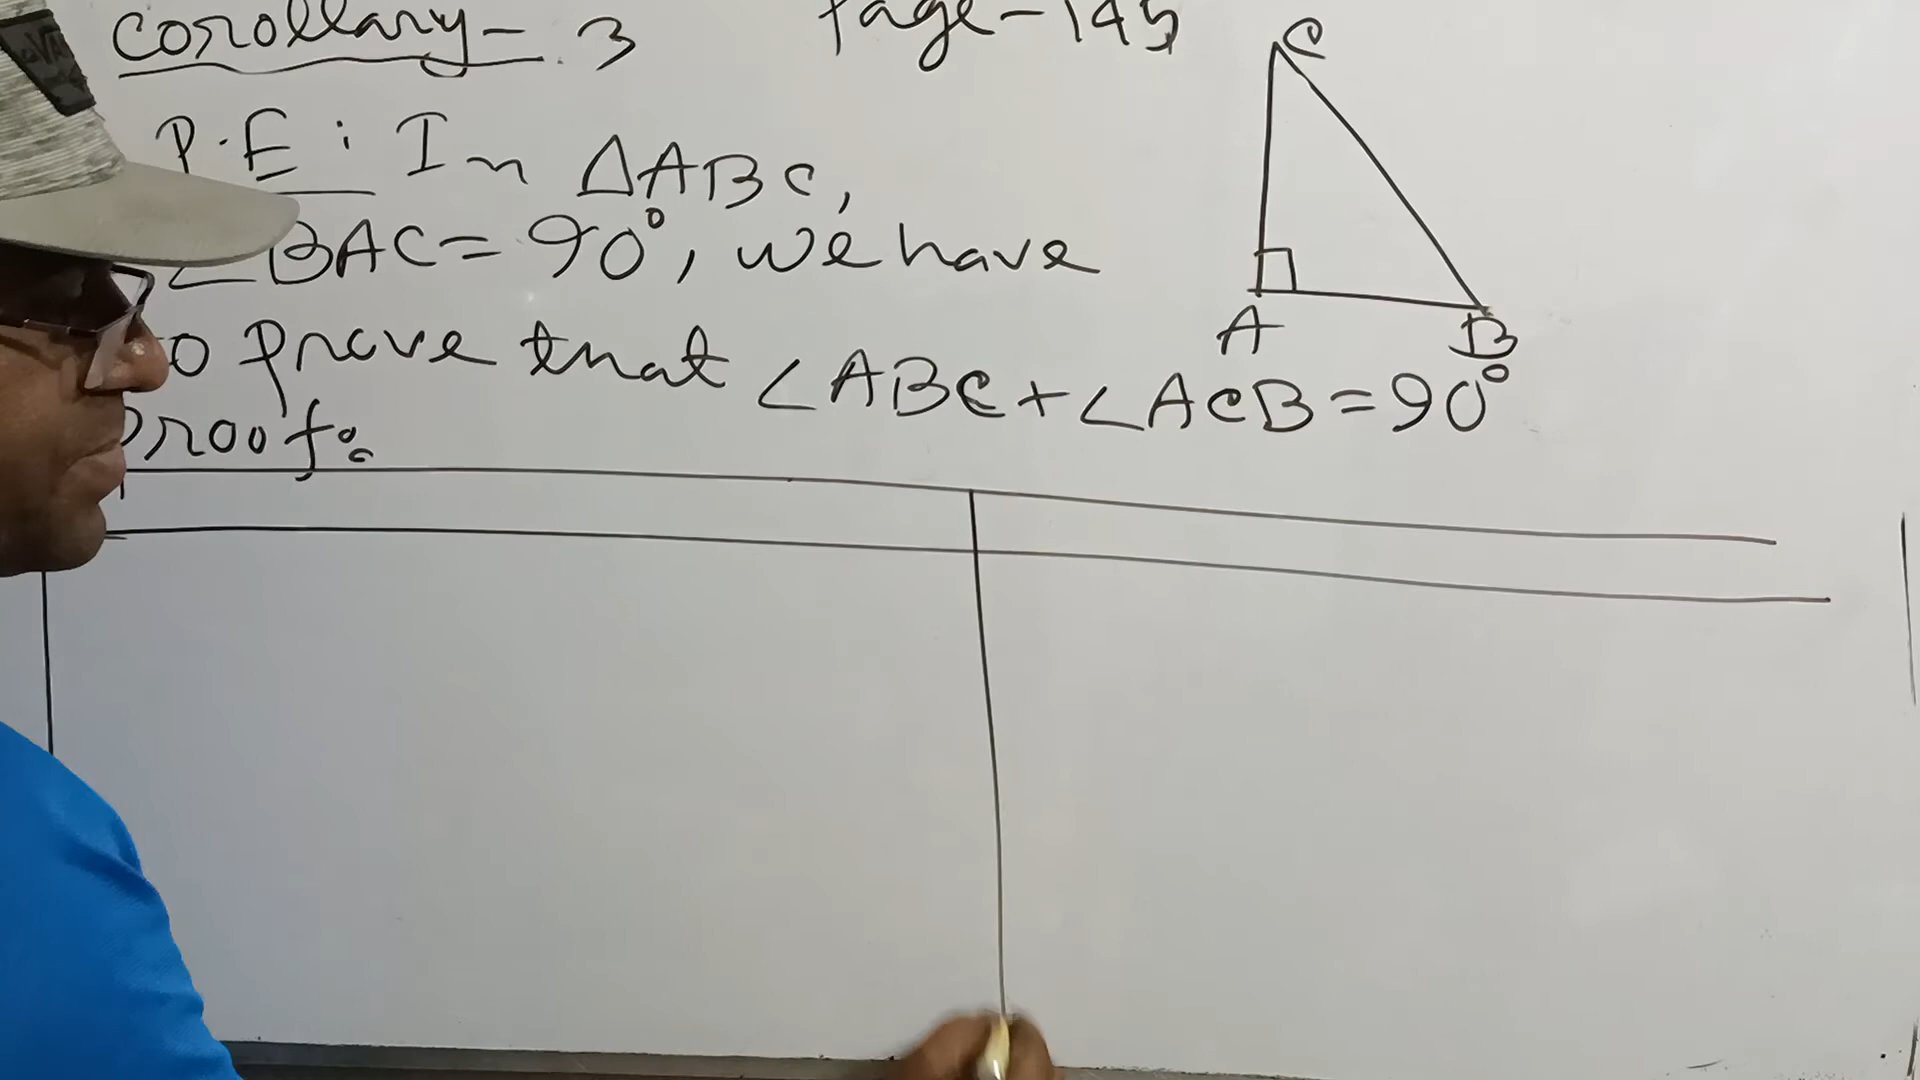 Corollary- 3 Page-145
P.E: In △ABC,
∠BAC=90°, we have
to prove that ∠ABC+∠ACB=90°
Proof:
C
A B